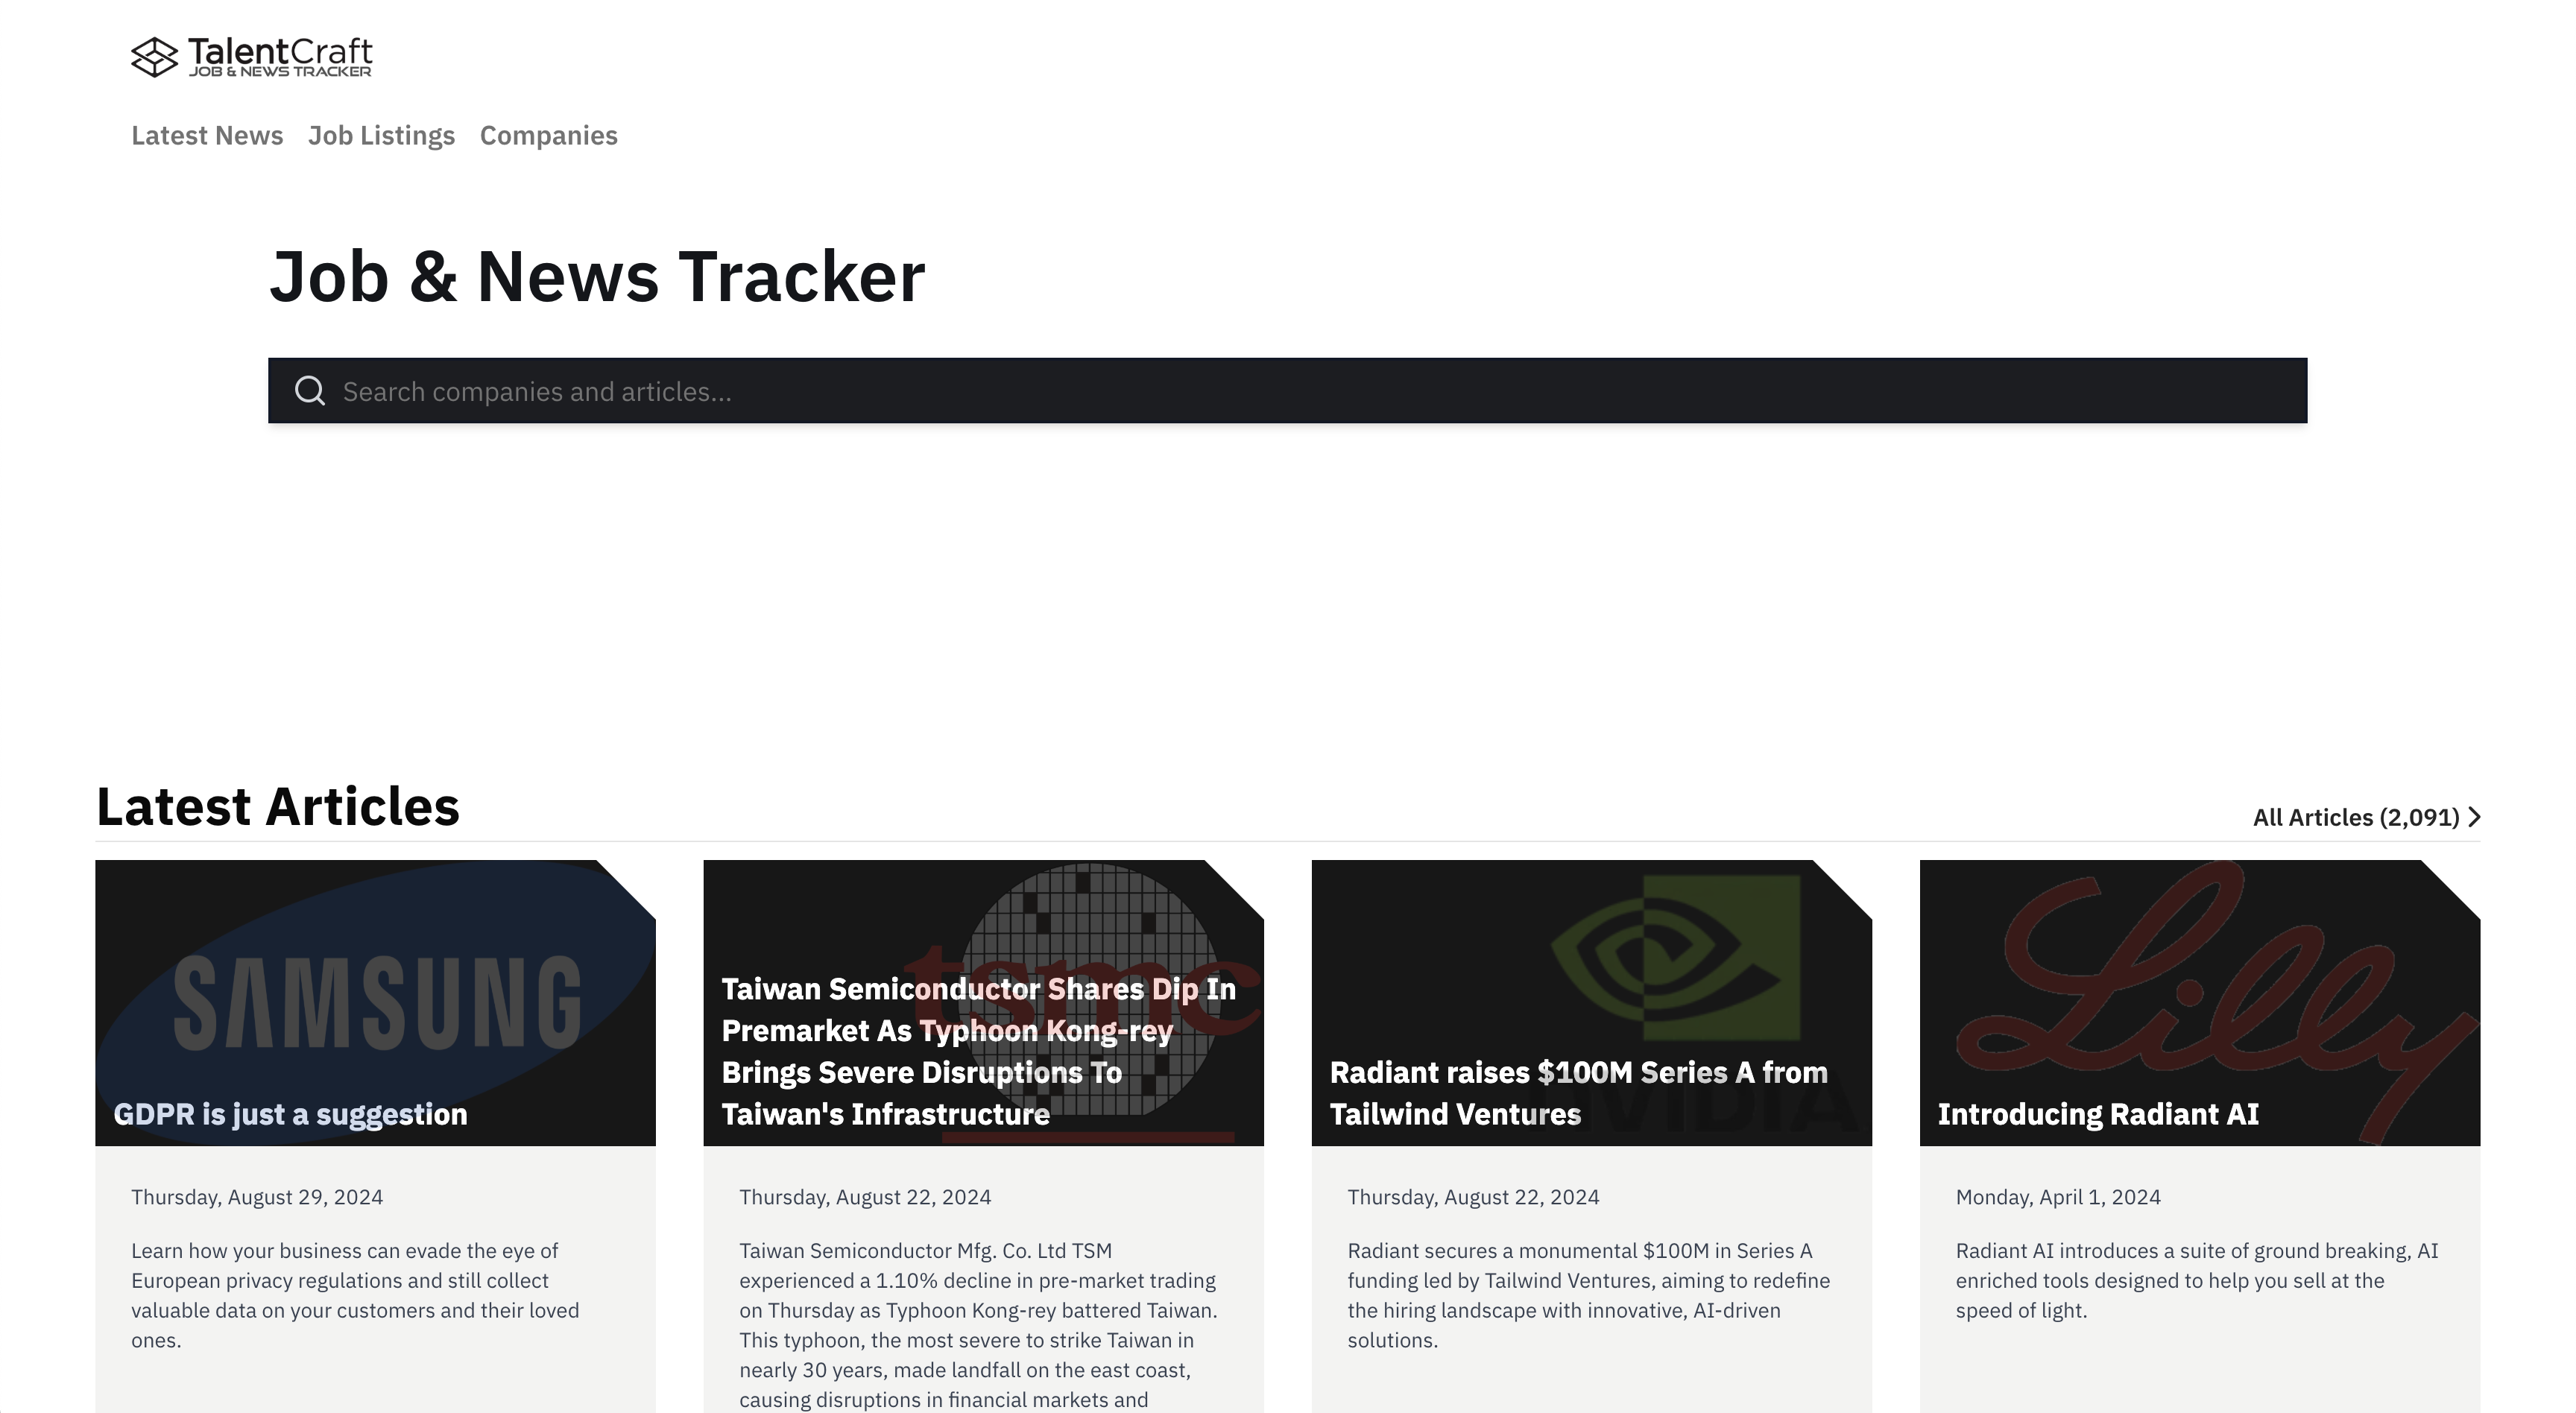 TalentCraft
JOB & NEWS TRACKER
Latest News Job Listings Companies
Job & News Tracker
Search companies and articles...
Latest Articles
All Articles (2,091)
SAMSUNG
GDPR is just a suggestion
Thursday, August 29, 2024
Learn how your business can evade the eye of
European privacy regulations and still collect
valuable data on your customers and their loved
ones.
tsmc
Taiwan Semiconductor Shares Dip In
Premarket As Typhoon Kong-rey
Brings Severe Disruptions To
Taiwan's Infrastructure
Thursday, August 22, 2024
Taiwan Semiconductor Mfg. Co. Ltd TSM
experienced a 1.10% decline in pre-market trading
on Thursday as Typhoon Kong-rey battered Taiwan.
This typhoon, the most severe to strike Taiwan in
nearly 30 years, made landfall on the east coast,
causing disruptions in financial markets and
NVIDIA
Radiant raises $100M Series A from
Tailwind Ventures
Thursday, August 22, 2024
Radiant secures a monumental $100M in Series A
funding led by Tailwind Ventures, aiming to redefine
the hiring landscape with innovative, AI-driven
solutions.
Lilly
Introducing Radiant AI
Monday, April 1, 2024
Radiant AI introduces a suite of ground breaking, AI
enriched tools designed to help you sell at the
speed of light.